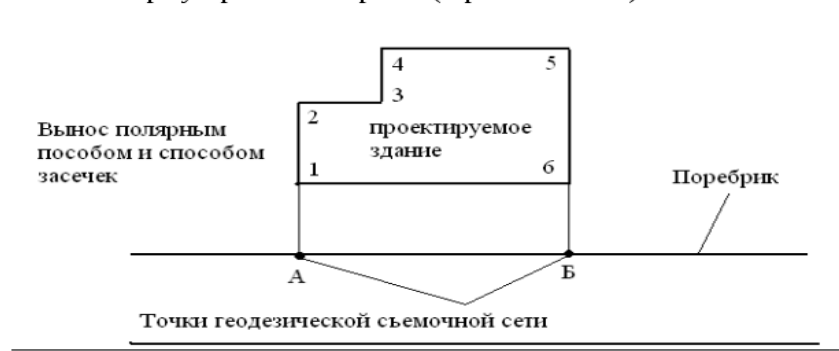 4
5
3
2
проектируемое
здание
Вынос полярным
пособом и способом
засечек
1
6
Поребрик
А
Б
Точки геодезической съемочной сети